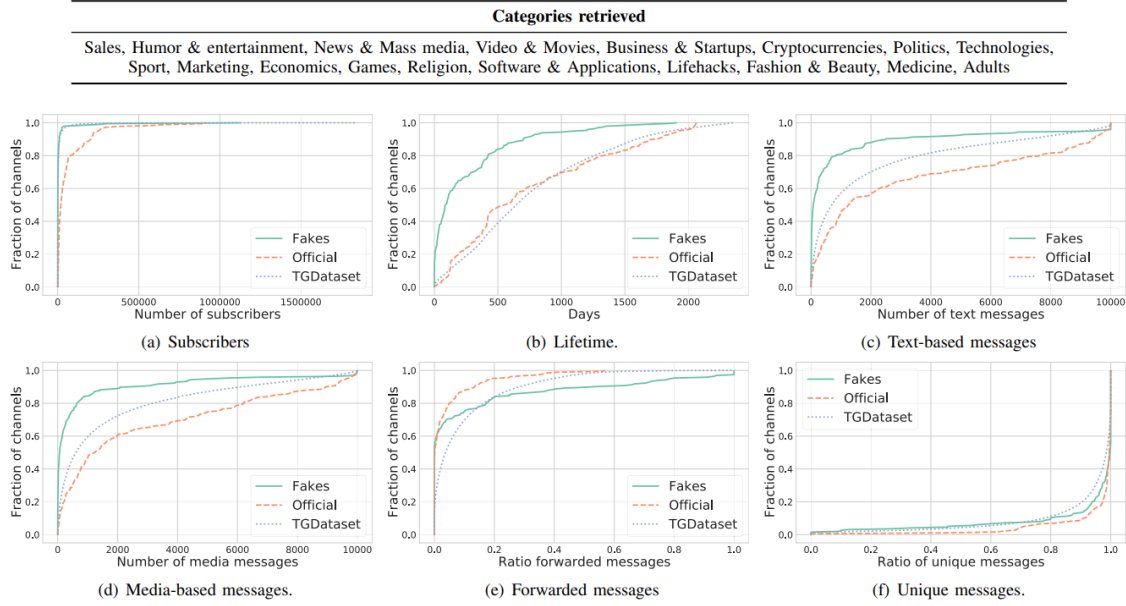 Categories retrieved
Sales, Humor & entertainment, News & Mass media, Video & Movies, Business & Startups, Cryptocurrencies, Politics, Technologies,
Sport, Marketing, Economics, Games, Religion, Software & Applications, Lifehacks, Fashion & Beauty, Medicine, Adults
Fraction of channels
1.0
0.8
0.6
0.4
0.2
0.0
Fakes
Official
TGDataset
0 500000 1000000 1500000
Number of subscribers
(a) Subscribers
Fraction of channels
1.0
0.8
0.6
0.4
0.2
0.0
Fakes
Official
TGDataset
0 500 1000 1500 2000
Days
(b) Lifetime.
Fraction of channels
1.0
0.8
0.6
0.4
0.2
0.0
Fakes
Official
TGDataset
0 2000 4000 6000 8000 10000
Number of text messages
(c) Text-based messages
Fraction of channels
1.0
0.8
0.6
0.4
0.2
0.0
Fakes
Official
TGDataset
0 2000 4000 6000 8000 10000
Number of media messages
(d) Media-based messages.
Fraction of channels
1.0
0.8
0.6
0.4
0.2
0.0
Fakes
Official
TGDataset
0.0 0.2 0.4 0.6 0.8 1.0
Ratio forwarded messages
(e) Forwarded messages
Fraction of channels
1.0
0.8
0.6
0.4
0.2
0.0
Fakes
Official
TGDataset
0.0 0.2 0.4 0.6 0.8 1.0
Ratio of unique messages
(f) Unique messages.